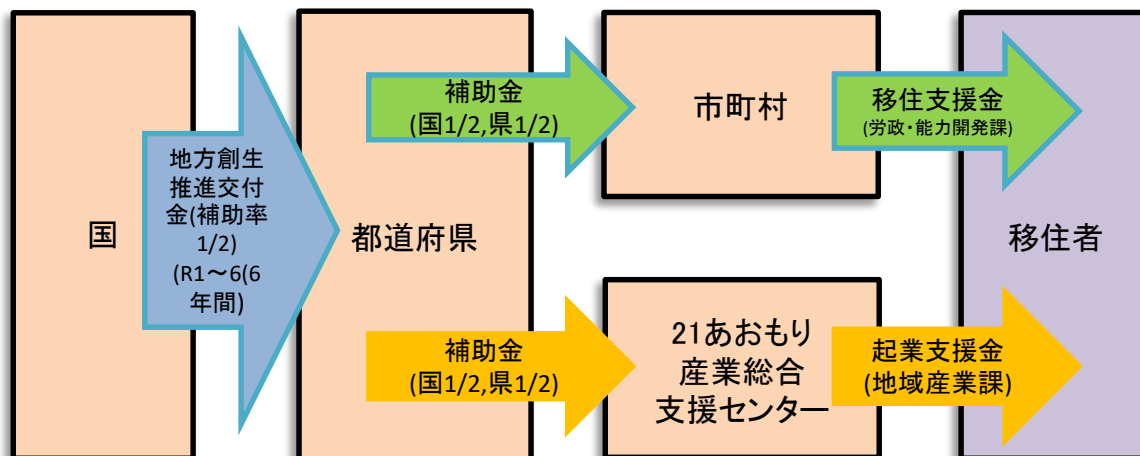 国
地方創生
推進交付
金(補助率
1/2)
(R1～6(6
年間)
都道府県
補助金
(国1/2,県1/2)
市町村
移住支援金
(労政・能力開発課)
補助金
(国1/2,県1/2)
21あおもり
産業総合
支援センター
起業支援金
(地域産業課)
移住者